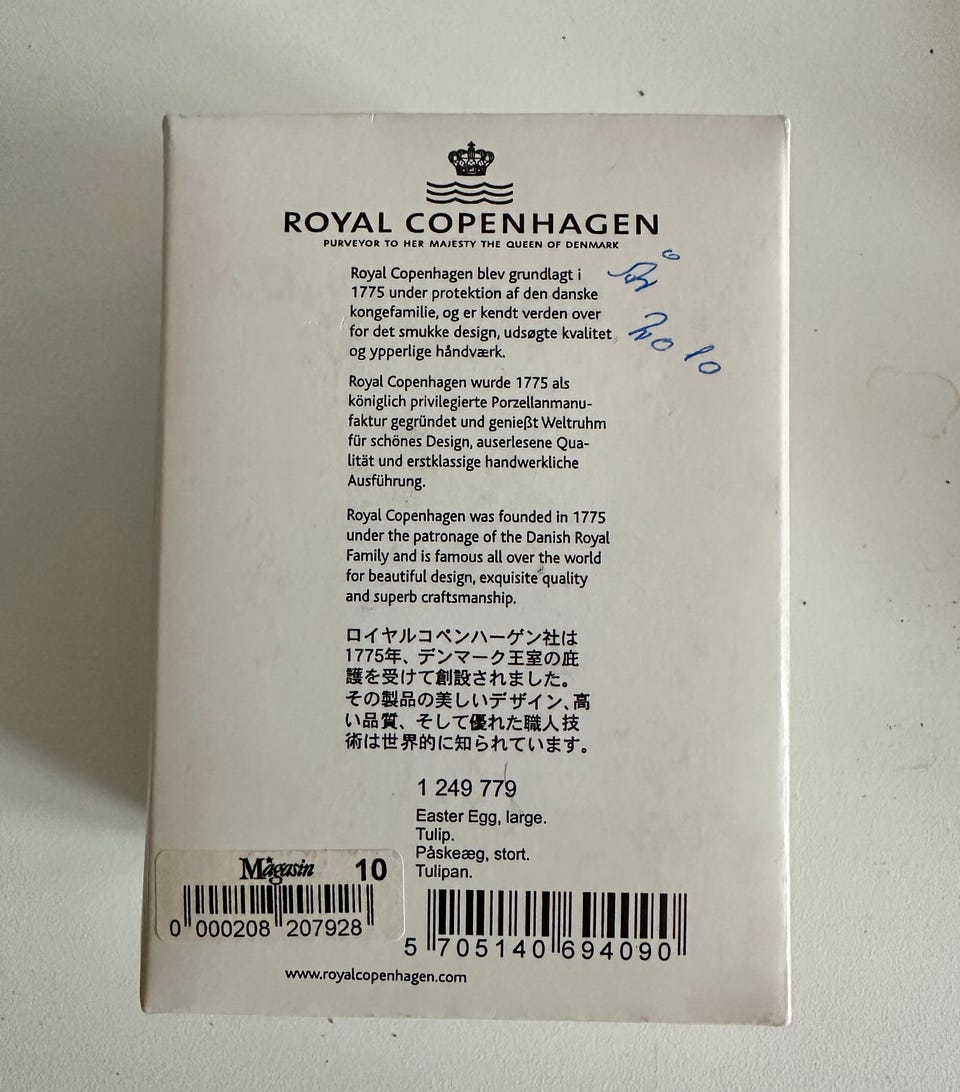 ROYAL COPENHAGEN
PURVEYOR TO HER MAJESTY THE QUEEN OF DENMARK
Royal Copenhagen blev grundlagt i
1775 under protektion af den danske
kongefamilie, og er kendt verden over
for det smukke design, udsøgte kvalitet
og ypperlige håndværk.
År
2010
Royal Copenhagen wurde 1775 als
königlich privilegierte Porzellanmanu-
faktur gegründet und genießt Weltruhm
für schönes Design, auserlesene Qua-
lität und erstklassige handwerkliche
Ausführung.
Royal Copenhagen was founded in 1775
under the patronage of the Danish Royal
Family and is famous all over the world
for beautiful design, exquisite quality
and superb craftsmanship.
ロイヤルコペンハーゲン社は
1775年、デンマーク王室の庇
護を受けて創設されました。
その製品の美しいデザイン、高
い品質、そして優れた職人技
術は世界的に知られています。
1 249 779
Easter Egg, large.
Tulip.
Påskeæg, stort.
Tulipan.
Magasin 10
0 000208 207928
5 705140 694090
www.royalcopenhagen.com